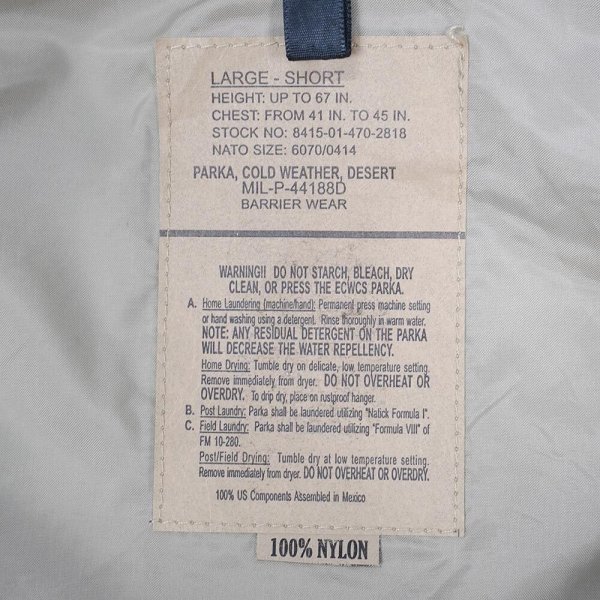 LARGE - SHORT
HEIGHT: UP TO 67 IN.
CHEST: FROM 41 IN. TO 45 IN.
STOCK NO: 8415-01-470-2818
NATO SIZE: 6070/0414
PARKA, COLD WEATHER, DESERT
MIL-P-44188D
BARRIER WEAR
WARNING!! DO NOT STARCH, BLEACH, DRY
CLEAN, OR PRESS THE ECWCS PARKA.
A. Home Laundering (machine/hand): Permanent press machine setting
or hand washing using a detergent. Rinse thoroughly in warm water.
NOTE: ANY RESIDUAL DETERGENT ON THE PARKA
WILL DECREASE THE WATER REPELLENCY.
Home Drying: Tumble dry on delicate, low temperature setting.
Remove immediately from dryer. DO NOT OVERHEAT OR
OVERDRY. To drip dry, place on rustproof hanger.
B. Post Laundry: Parka shall be laundered utilizing "Natick Formula I".
C. Field Laundry: Parka shall be laundered utilizing "Formula VIII" of
FM 10-280.
Post/Field Drying: Tumble dry at low temperature setting.
Remove immediately from dryer. DO NOT OVERHEAT OR OVERDRY.
100% US Components Assembled in Mexico
100% NYLON